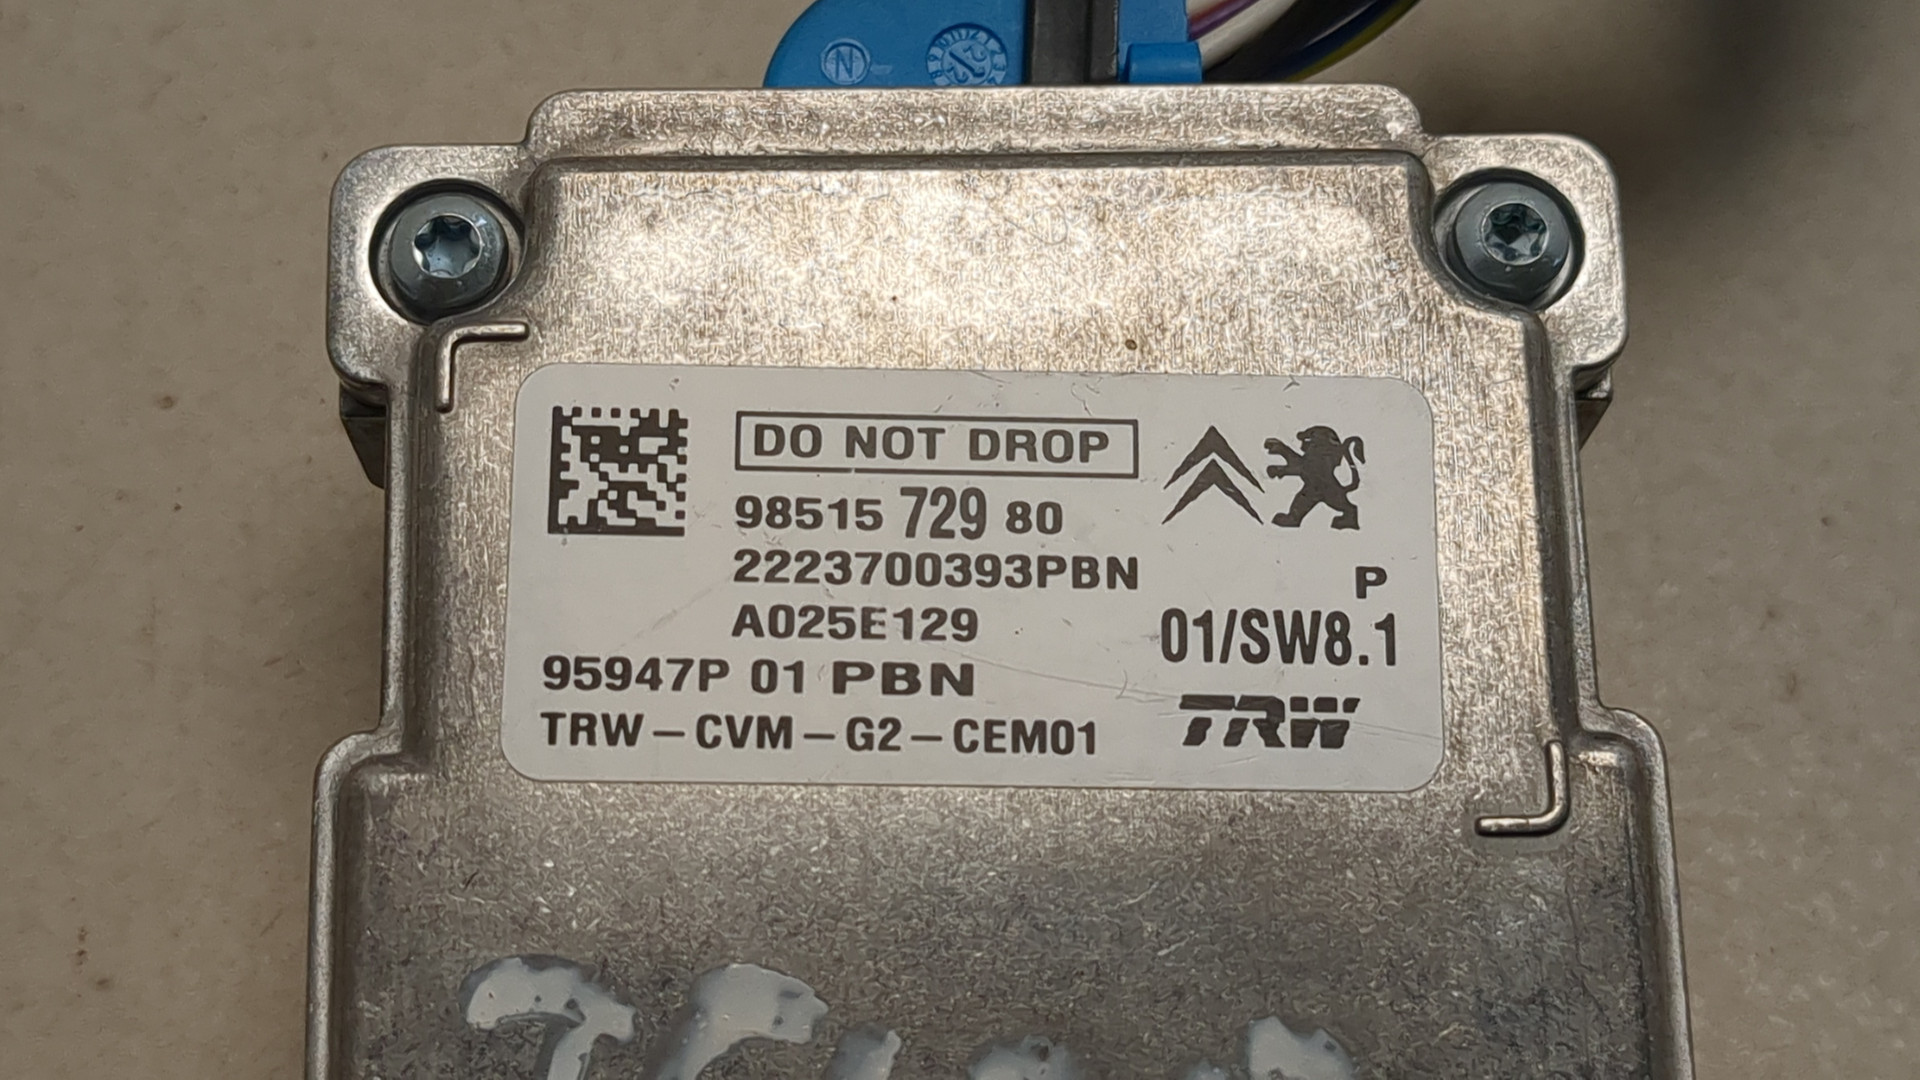 N
DO NOT DROP
98515 729 80
2223700393PBN
A025E129
P
01/SW8.1
95947P 01 PBN
TRW-CVM-G2-CEM01
TRW